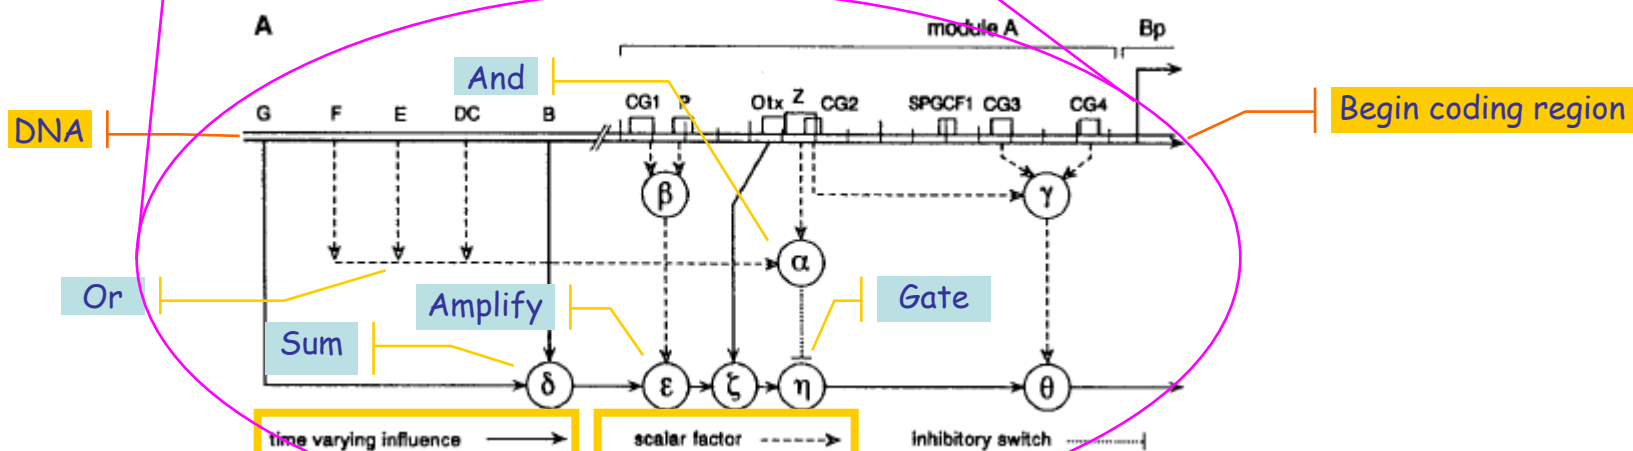 A
module A
Bp
And
G F E DC B CG1 P Otx Z CG2 SPGCF1 CG3 CG4
DNA
Begin coding region
β
γ
α
Or
Amplify
Gate
Sum
δ ε ζ η θ
time varying influence
scalar factor
inhibitory switch